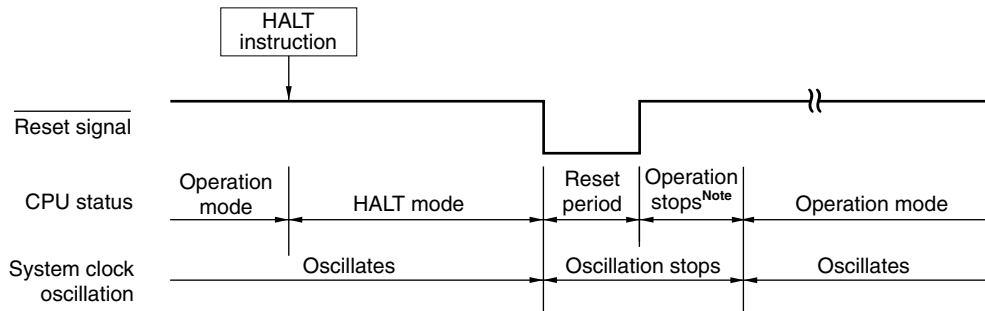 HALT
instruction
Reset signal
CPU status
Operation
mode
HALT mode
Reset
period
Operation
stopsNote
Operation mode
System clock
oscillation
Oscillates
Oscillation stops
Oscillates